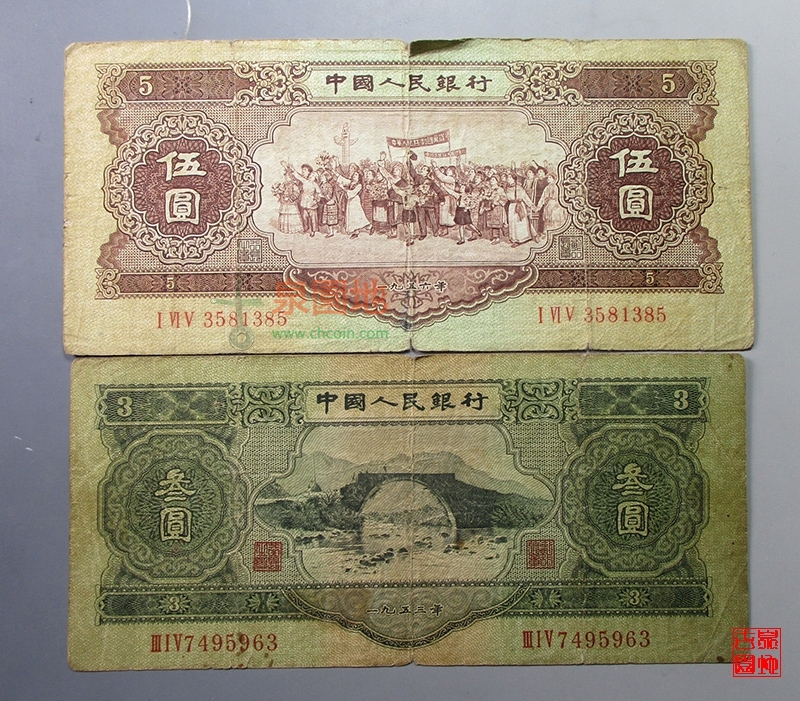 5 中國人民銀行 5
伍圓 伍圓
5 一九五六年 5
I VI V 3581385 I VI V 3581385
泉园地
www.chcoin.com
3 中國人民銀行 3
叁圓 叁圓
3 一九五三年 3
III I V 7495963 III I V 7495963